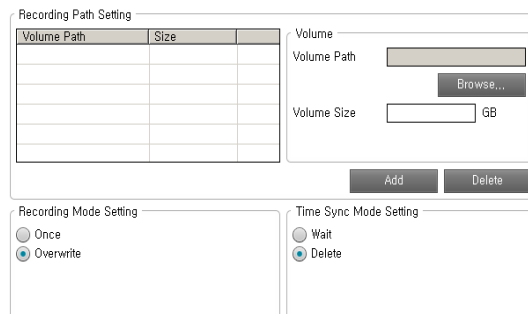 Recording Path Setting
Volume Path Size
Volume
Volume Path
Browse...
Volume Size GB
Add Delete
Recording Mode Setting
Once
Overwrite
Time Sync Mode Setting
Wait
Delete